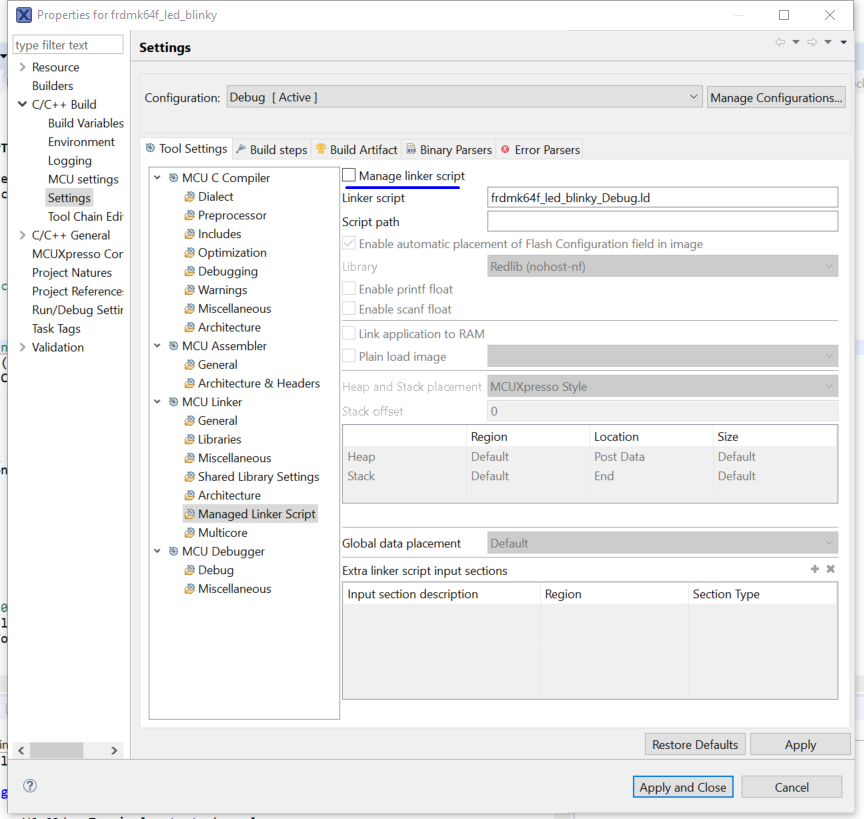 Properties for frdmk64f_led_blinky
type filter text
Resource
Builders
C/C++ Build
Build Variables
Environment
Logging
MCU settings
Settings
Tool Chain Edi
C/C++ General
MCUXpresso Cor
Project Natures
Project Reference
Run/Debug Settin
Task Tags
Validation
Settings
Configuration: Debug [ Active ] Manage Configurations...
Tool Settings Build steps Build Artifact Binary Parsers Error Parsers
MCU C Compiler
Dialect
Preprocessor
Includes
Optimization
Debugging
Warnings
Miscellaneous
Architecture
MCU Assembler
General
Architecture & Headers
MCU Linker
General
Libraries
Miscellaneous
Shared Library Settings
Architecture
Managed Linker Script
Multicore
MCU Debugger
Debug
Miscellaneous
Manage linker script
Linker script frdmk64f_led_blinky_Debug.ld
Script path
Enable automatic placement of Flash Configuration field in image
Library Redlib (nohost-nf)
Enable printf float
Enable scanf float
Link application to RAM
Plain load image
Heap and Stack placement MCUXpresso Style
Stack offset 0
Region Location Size
Heap Default Post Data Default
Stack Default End Default
Global data placement Default
Extra linker script input sections
Input section description Region Section Type
Restore Defaults Apply
Apply and Close Cancel